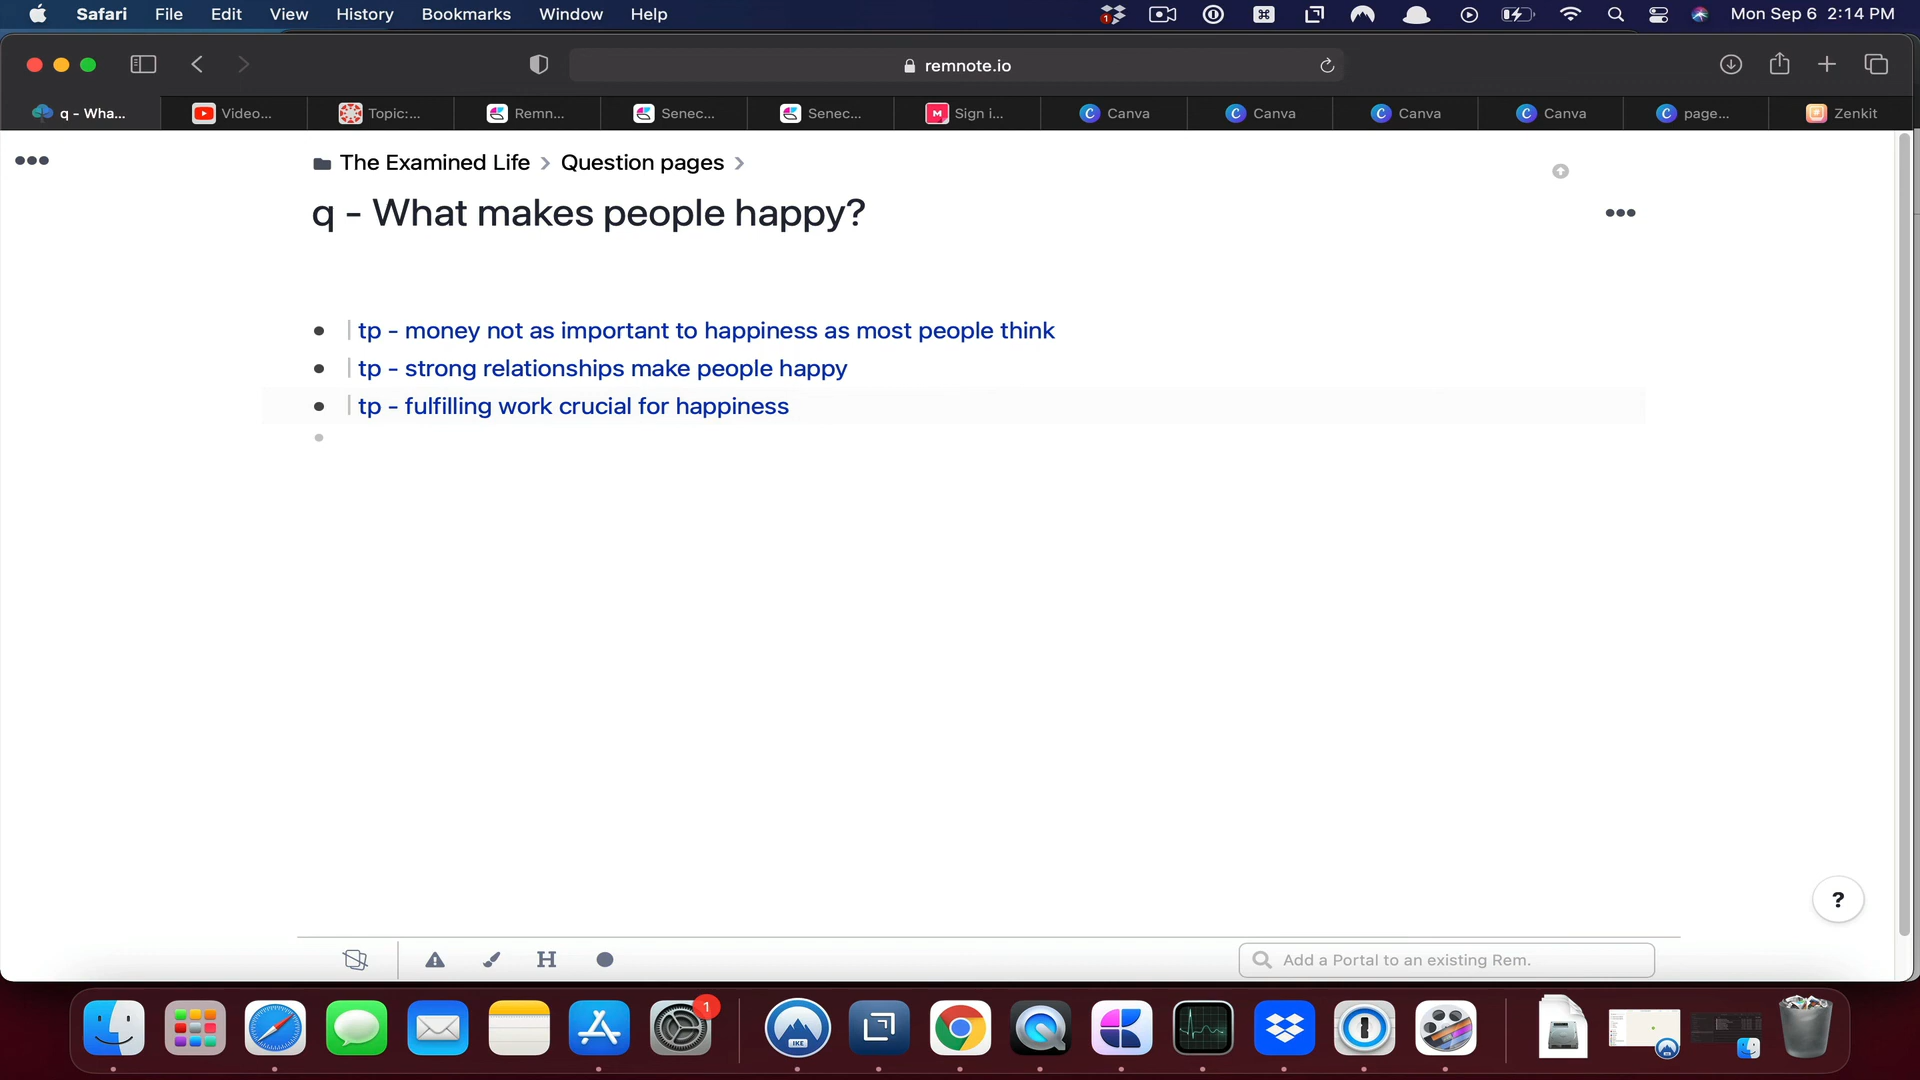 Safari File Edit View History Bookmarks Window Help
1
Mon Sep 6 2:14 PM
remnote.io
q - Wha...
Video...
Topic:...
Remn...
Senec...
Senec...
M
Sign i...
C
Canva
C
Canva
C
Canva
C
Canva
C
page...
Zenkit
The Examined Life > Question pages >
q - What makes people happy?
tp - money not as important to happiness as most people think
tp - strong relationships make people happy
tp - fulfilling work crucial for happiness
?
H
Add a Portal to an existing Rem.
1
IKE